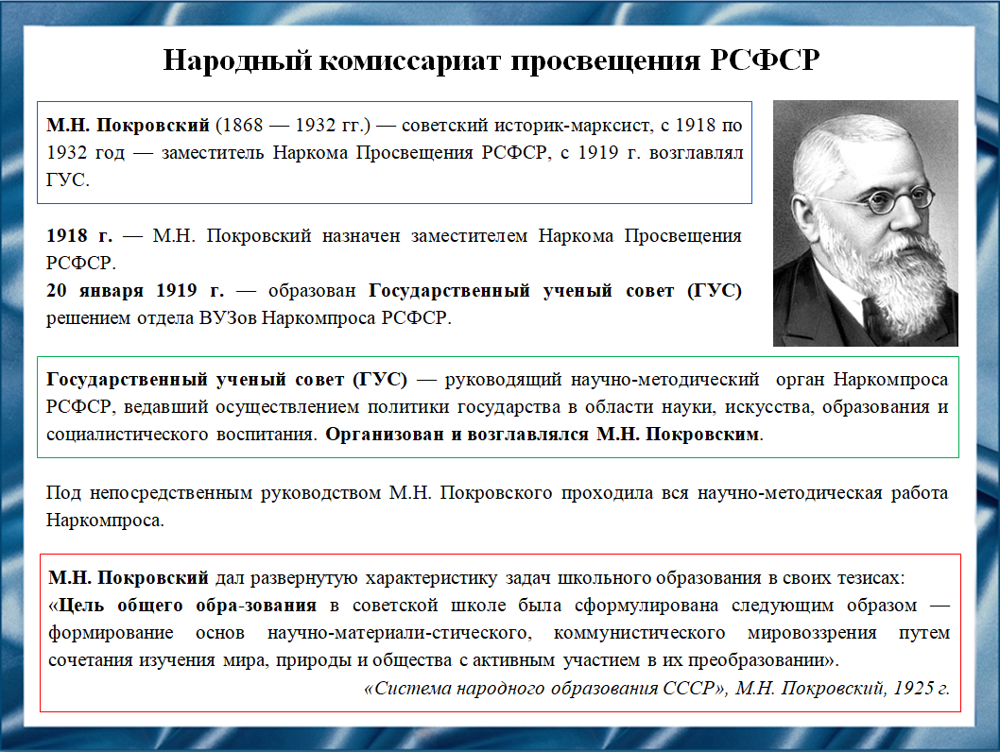 Народный комиссариат просвещения РСФСР
М.Н. Покровский (1868 — 1932 гг.) — советский историк-марксист, с 1918 по
1932 год — заместитель Наркома Просвещения РСФСР, с 1919 г. возглавлял
ГУС.
1918 г. — М.Н. Покровский назначен заместителем Наркома Просвещения
РСФСР.
20 января 1919 г. — образован Государственный ученый совет (ГУС)
решением отдела ВУЗов Наркомпроса РСФСР.
Государственный ученый совет (ГУС) — руководящий научно-методический орган Наркомпроса
РСФСР, ведавший осуществлением политики государства в области науки, искусства, образования и
социалистического воспитания. Организован и возглавлялся М.Н. Покровским.
Под непосредственным руководством М.Н. Покровского проходила вся научно-методическая работа
Наркомпроса.
М.Н. Покровский дал развернутую характеристику задач школьного образования в своих тезисах:
«Цель общего обра-зования в советской школе была сформулирована следующим образом —
формирование основ научно-материали-стического, коммунистического мировоззрения путем
сочетания изучения мира, природы и общества с активным участием в их преобразовании».
«Система народного образования СССР», М.Н. Покровский, 1925 г.